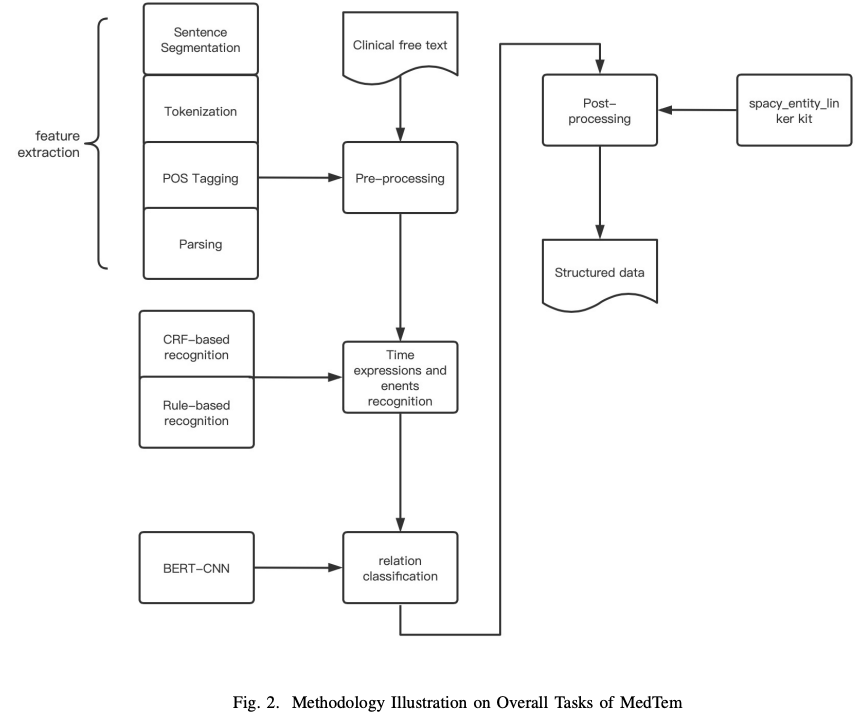 feature
extraction
Sentence
Segmentation
Tokenization
POS Tagging
Parsing
Clinical free text
Pre-processing
CRF-based
recognition
Rule-based
recognition
Time
expressions and
enents
recognition
BERT-CNN
relation
classification
Post-
processing
spacy_entity_lin
ker kit
Structured data
Fig. 2. Methodology Illustration on Overall Tasks of MedTem